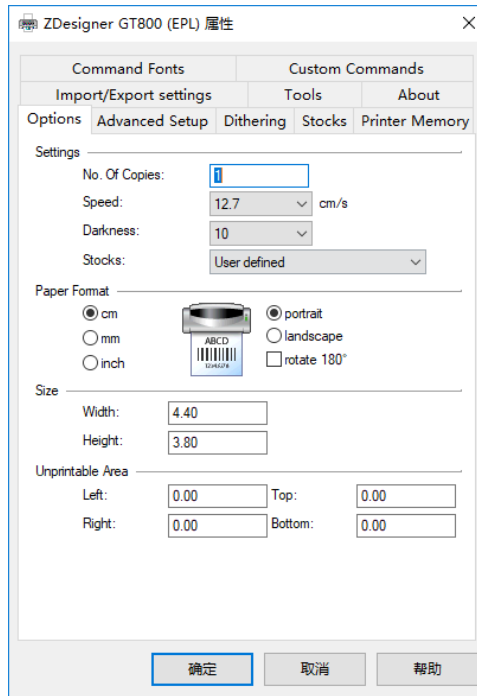 ZDesigner GT800 (EPL) 属性
Command Fonts Custom Commands
Import/Export settings Tools About
Options Advanced Setup Dithering Stocks Printer Memory
Settings
No. Of Copies: 1
Speed: 12.7 cm/s
Darkness: 10
Stocks: User defined
Paper Format
cm portrait
mm landscape
inch rotate 180°
ABCD
12345678
Size
Width: 4.40
Height: 3.80
Unprintable Area
Left: 0.00 Top: 0.00
Right: 0.00 Bottom: 0.00
确定 取消 帮助